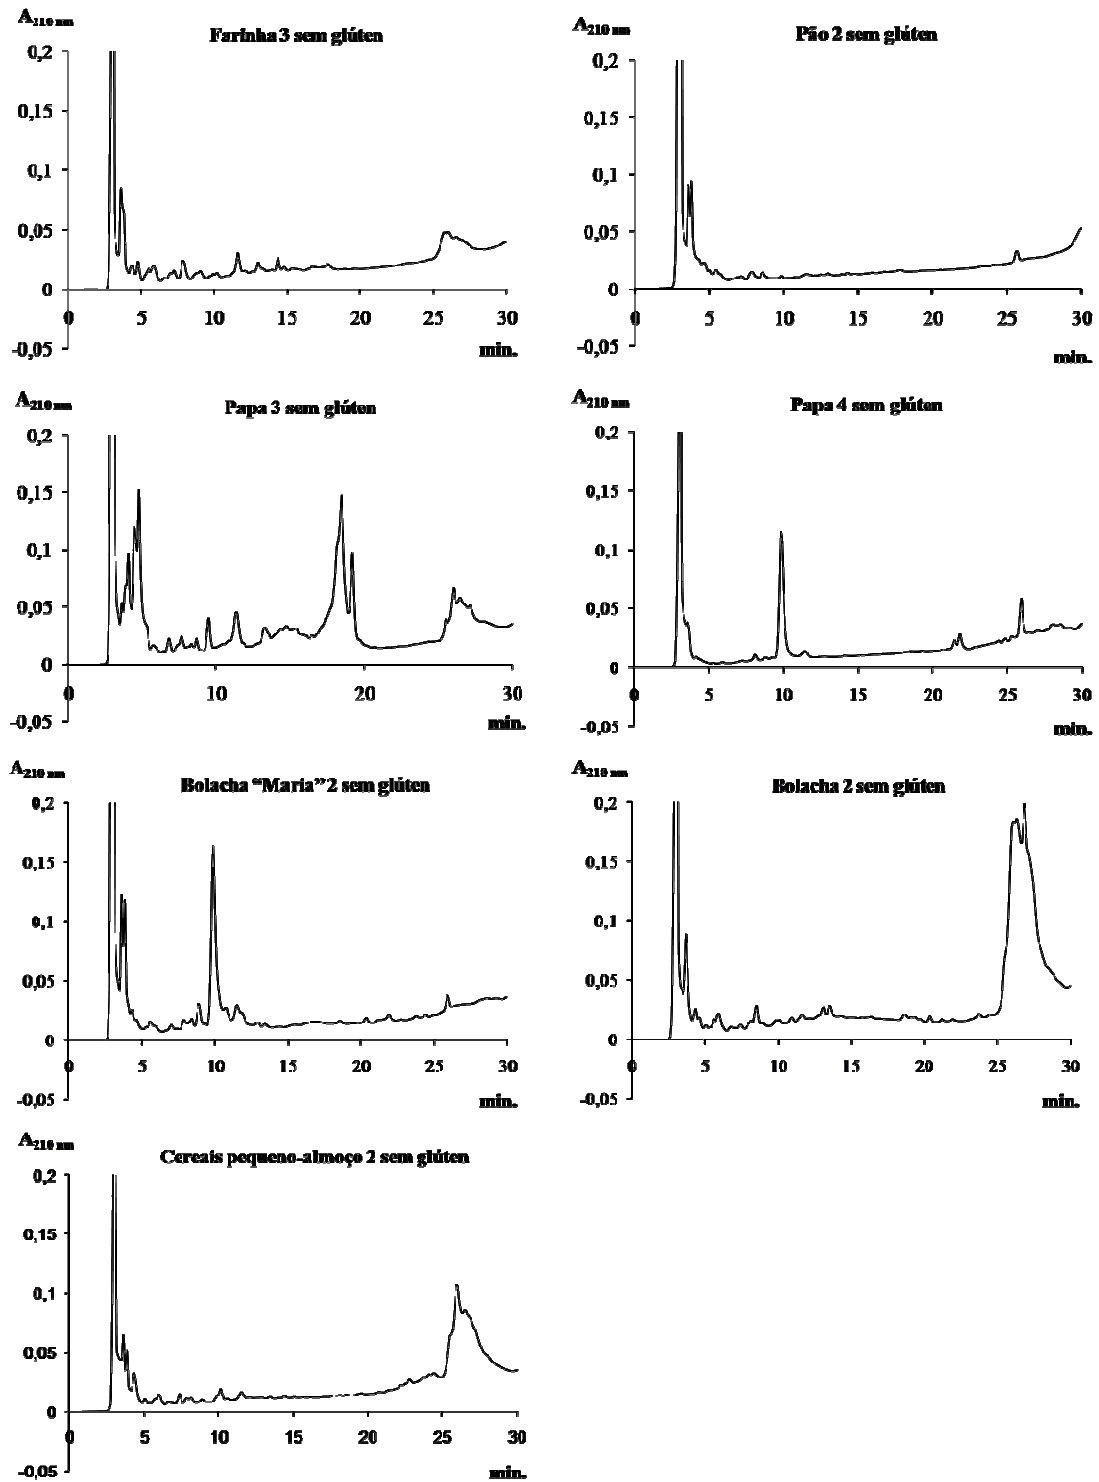 A210 nm
Farinha 3 sem glúten
0,2
0,15
0,1
0,05
0
0 5 10 15 20 25 30
-0,05
min.
A210 nm
Pão 2 sem glúten
0,2
0,15
0,1
0,05
0
0 5 10 15 20 25 30
-0,05
min.
A210 nm
Papa 3 sem glúten
0,2
0,15
0,1
0,05
0
0 10 20 30
-0,05
min.
A210 nm
Papa 4 sem glúten
0,2
0,15
0,1
0,05
0
0 5 10 15 20 25 30
-0,05
min.
A210 nm
Bolacha “Maria” 2 sem glúten
0,2
0,15
0,1
0,05
0
0 5 10 15 20 25 30
-0,05
min.
A210 nm
Bolacha 2 sem glúten
0,2
0,15
0,1
0,05
0
0 5 10 15 20 25 30
-0,05
min.
A210 nm
Cereais pequeno-almoço 2 sem glúten
0,2
0,15
0,1
0,05
0
0 5 10 15 20 25 30
-0,05
min.